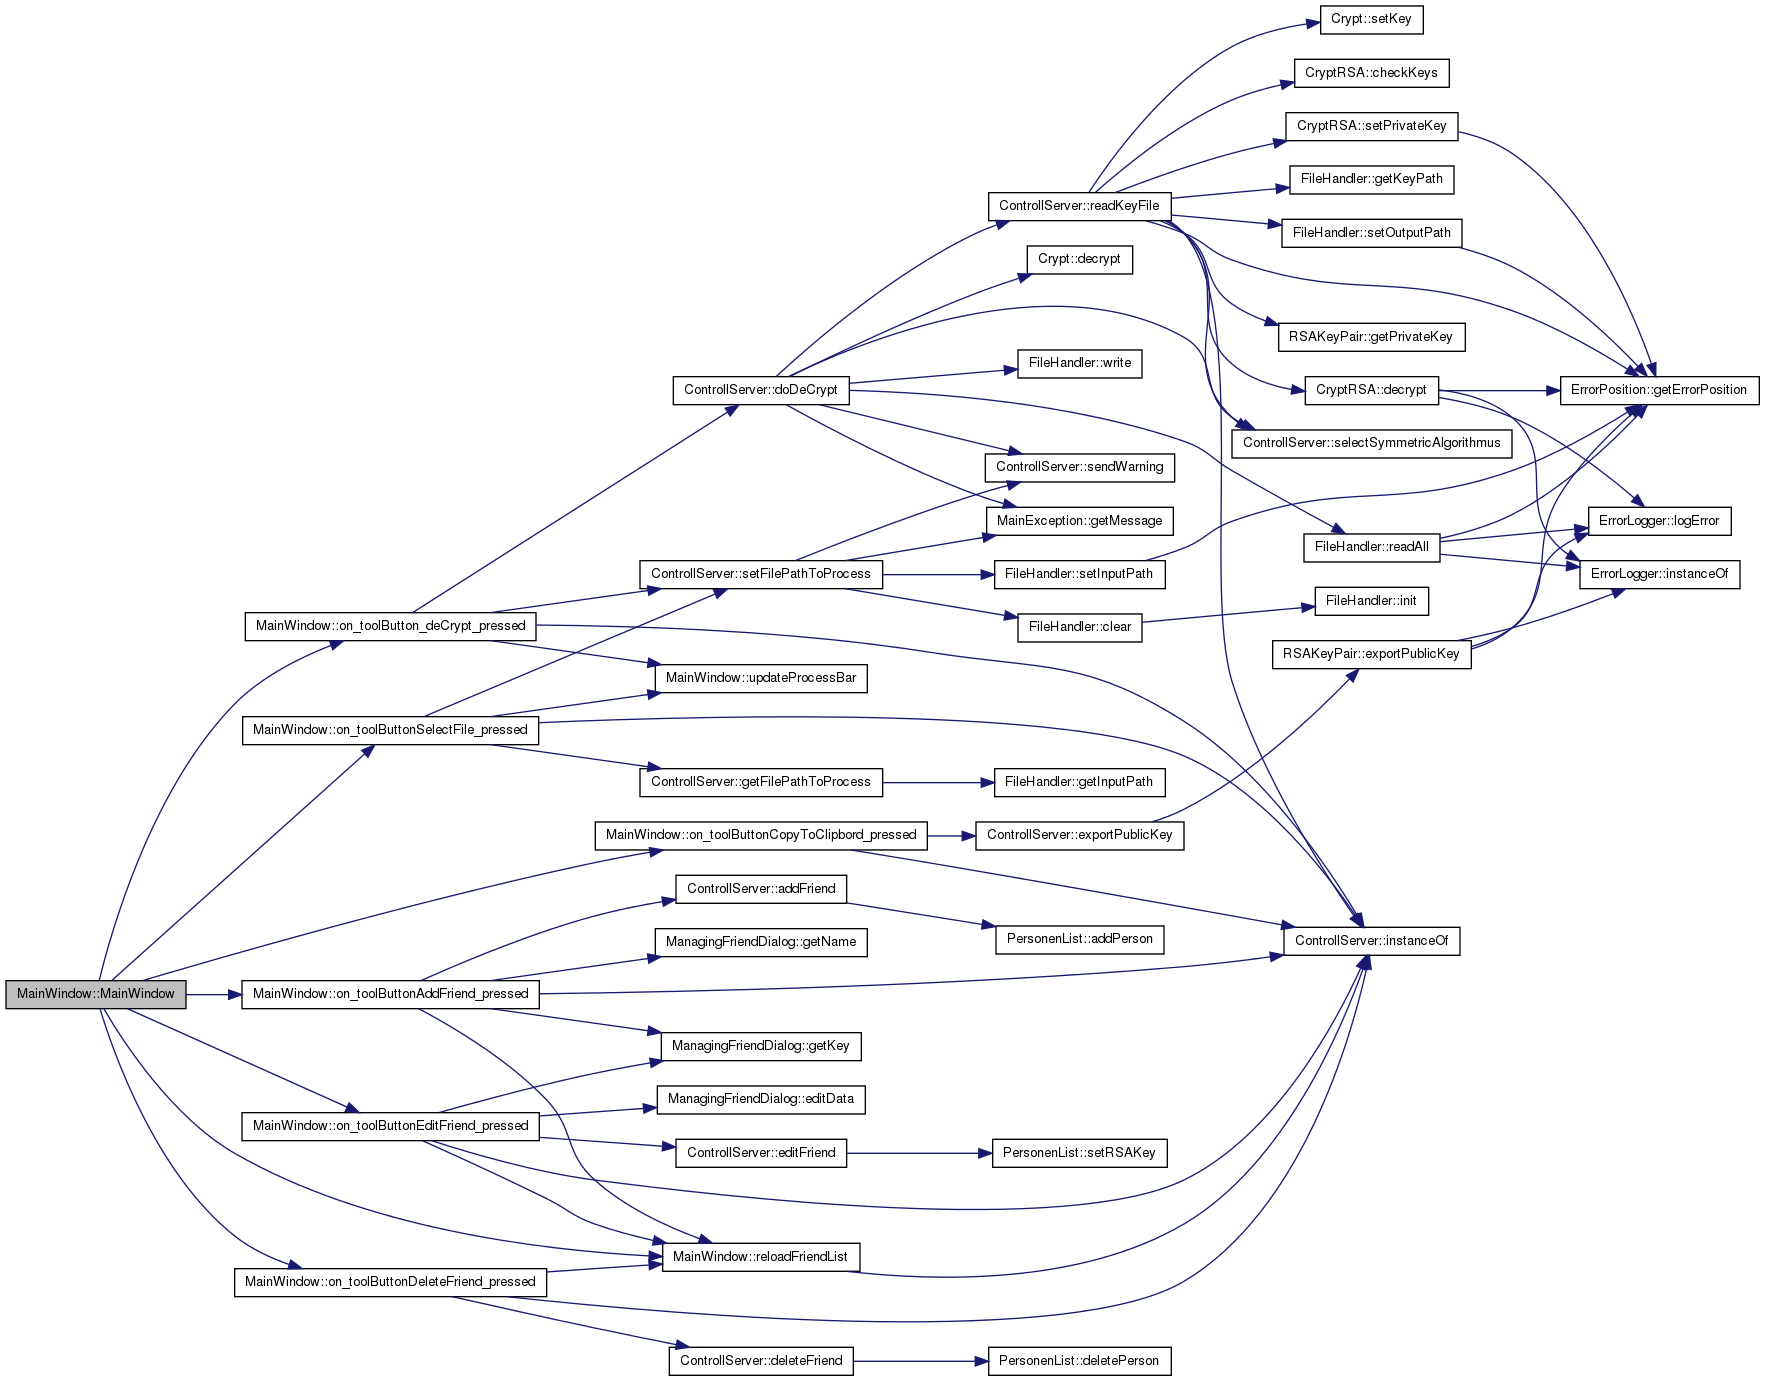 Crypt::setKey
CryptRSA::checkKeys
CryptRSA::setPrivateKey
FileHandler::getKeyPath
ControllServer::readKeyFile
FileHandler::setOutputPath
Crypt::decrypt
RSAKeyPair::getPrivateKey
FileHandler::write
ControllServer::doDeCrypt
CryptRSA::decrypt
ErrorPosition::getErrorPosition
ControllServer::selectSymmetricAlgorithmus
ControllServer::sendWarning
MainException::getMessage
ErrorLogger::logError
FileHandler::readAll
ControllServer::setFilePathToProcess
FileHandler::setInputPath
ErrorLogger::instanceOf
FileHandler::init
MainWindow::on_toolButton_deCrypt_pressed
FileHandler::clear
RSAKeyPair::exportPublicKey
MainWindow::updateProcessBar
MainWindow::on_toolButtonSelectFile_pressed
ControllServer::getFilePathToProcess
FileHandler::getInputPath
MainWindow::on_toolButtonCopyToClipbord_pressed
ControllServer::exportPublicKey
ControllServer::addFriend
ManagingFriendDialog::getName
PersonenList::addPerson
ControllServer::instanceOf
MainWindow::MainWindow
MainWindow::on_toolButtonAddFriend_pressed
ManagingFriendDialog::getKey
ManagingFriendDialog::editData
MainWindow::on_toolButtonEditFriend_pressed
ControllServer::editFriend
PersonenList::setRSAKey
MainWindow::reloadFriendList
MainWindow::on_toolButtonDeleteFriend_pressed
ControllServer::deleteFriend
PersonenList::deletePerson